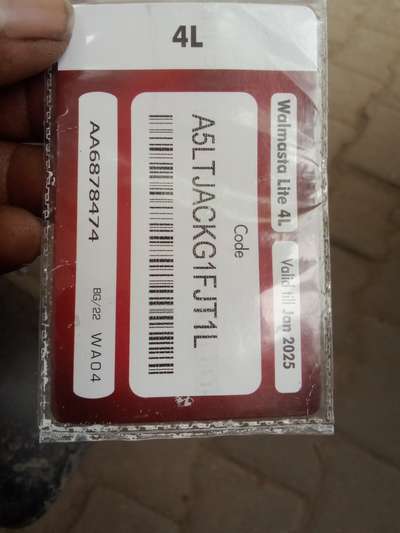 4L
Walmasta Lite 4L
Valid till Jan 2025
Code
A5LTJACKG1FJT1L
AA6878474
BG/22 WA04